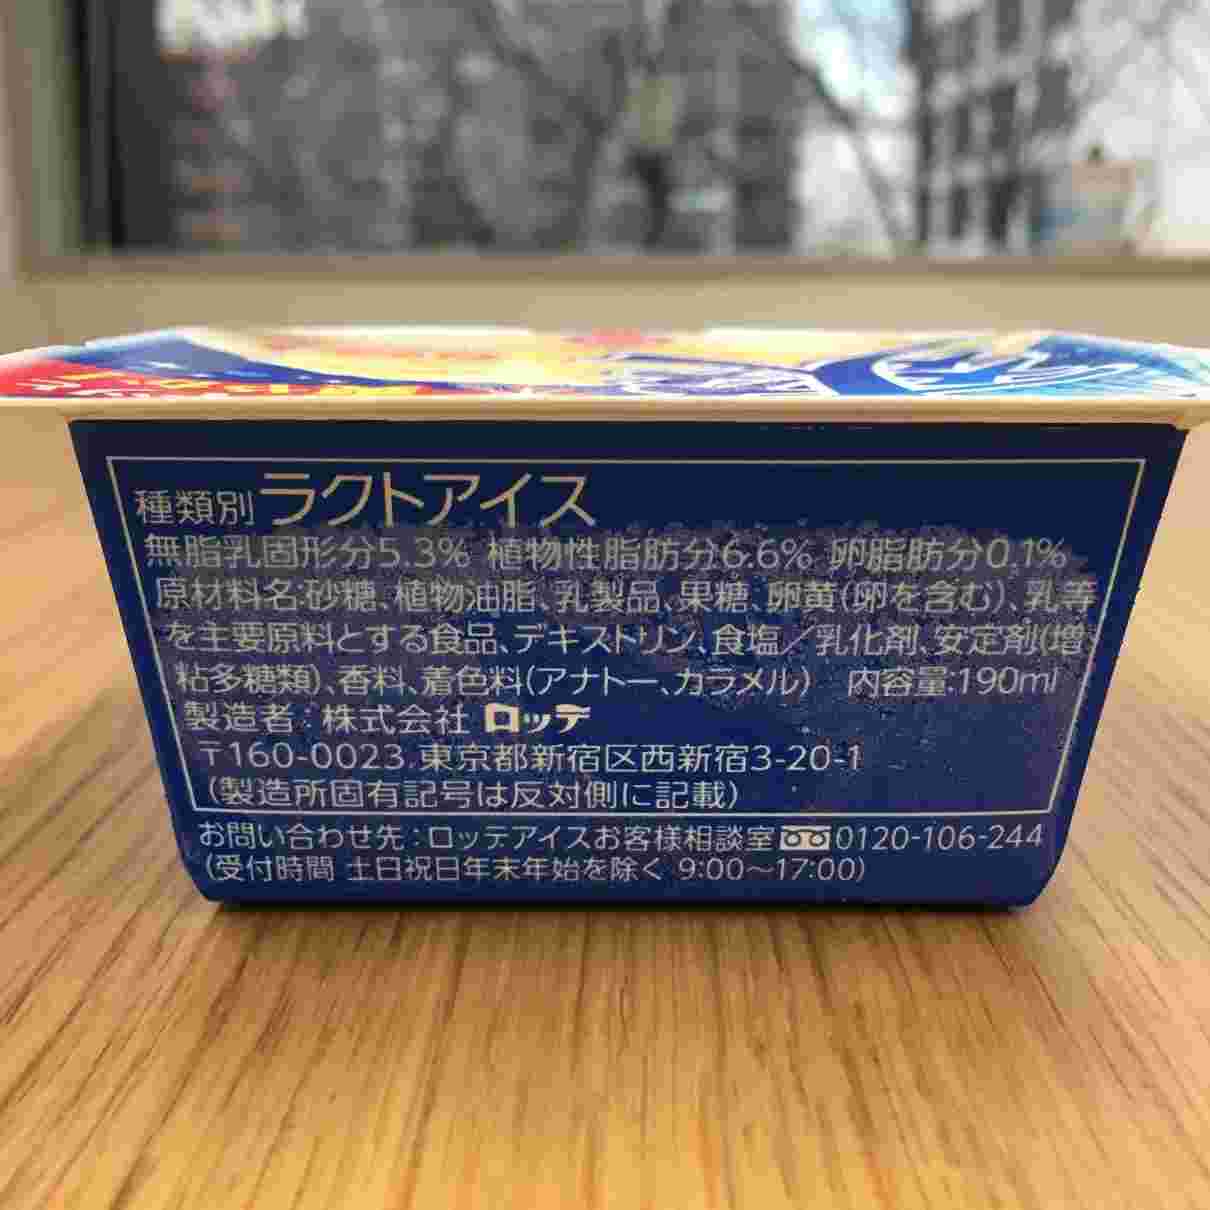 種類別 ラクトアイス
無脂乳固形分5.3% 植物性脂肪分6.6% 卵脂肪分0.1%
原材料名:砂糖、植物油脂、乳製品、果糖、卵黄(卵を含む)、乳等
を主要原料とする食品、デキストリン、食塩/乳化剤、安定剤(増
粘多糖類)、香料、着色料(アナトー、カラメル) 内容量:190ml
製造者:株式会社 ロッテ
〒160-0023.東京都新宿区西新宿3-20-1
(製造所固有記号は反対側に記載)
お問い合わせ先:ロッテアイスお客様相談室 0120-106-244
(受付時間 土日祝日年末年始を除く 9:00～17:00)